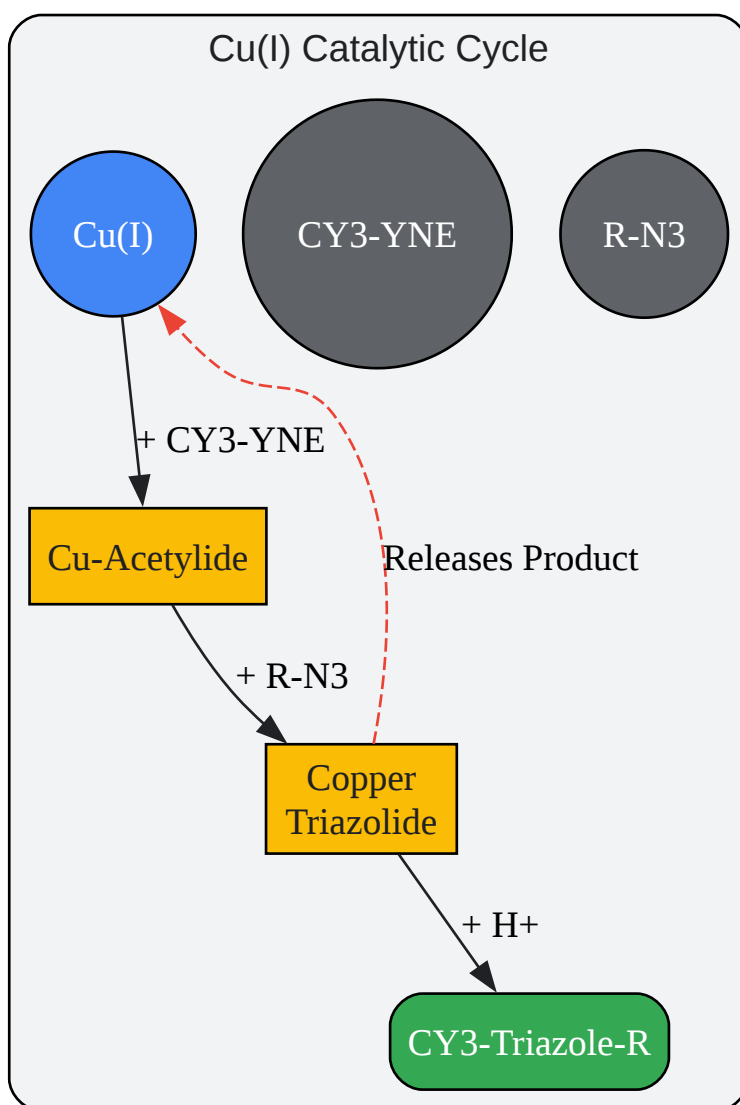 Cu(I) Catalytic Cycle
Cu(I)
CY3-YNE
R-N3
+ CY3-YNE
Cu-Acetylide
Releases Product
+ R-N3
Copper
Triazolide
+ H+
CY3-Triazole-R